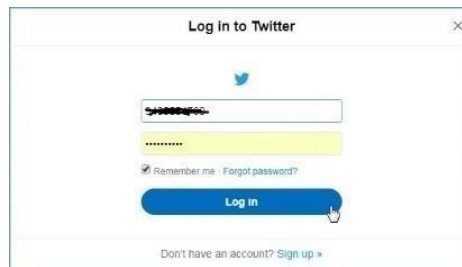 Log in to Twitter
Remember me · Forgot password?
Log in
Don't have an account? Sign up »